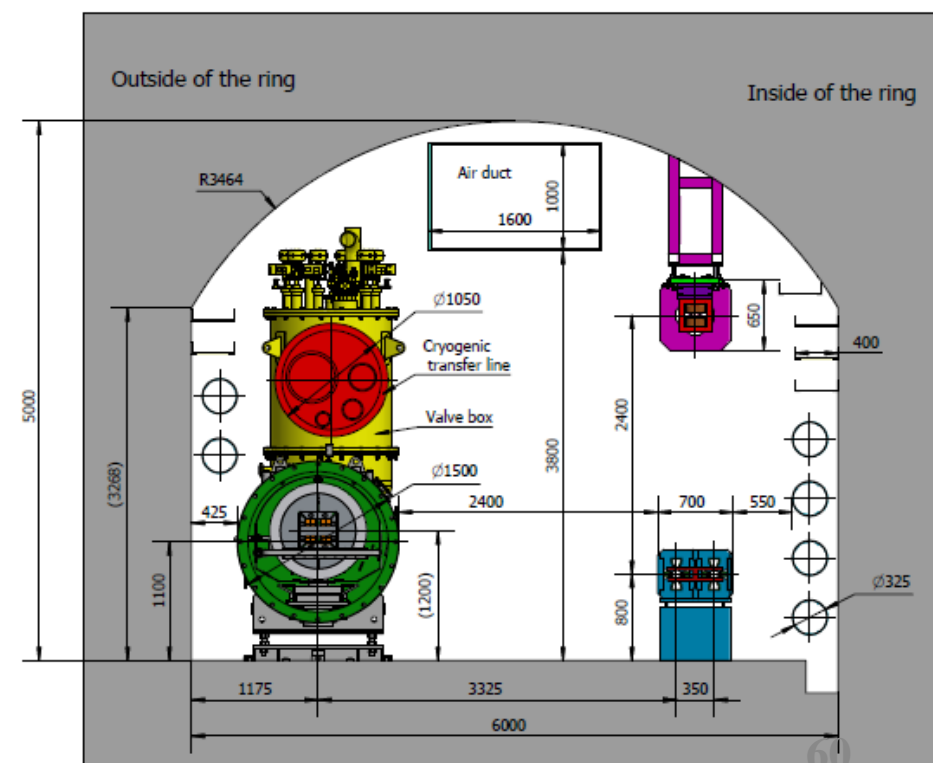 Outside of the ring
Inside of the ring
R3464
Air duct
1000
1600
Ø1050
650
Cryogenic
transfer line
400
5000
Valve box
2400
3800
(3268)
Ø1500
425
2400
700
550
1100
(1200)
800
Ø325
1175
3325
350
6000
60